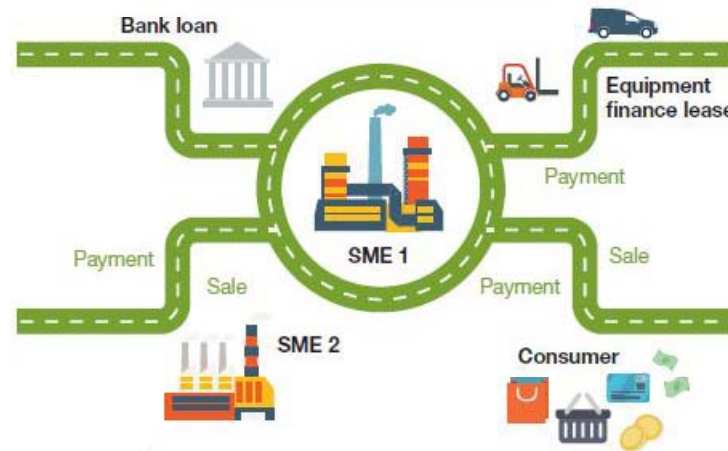 Bank loan
Equipment
finance lease
Payment
SME 1
Payment
Sale
Payment
Sale
SME 2
Consumer